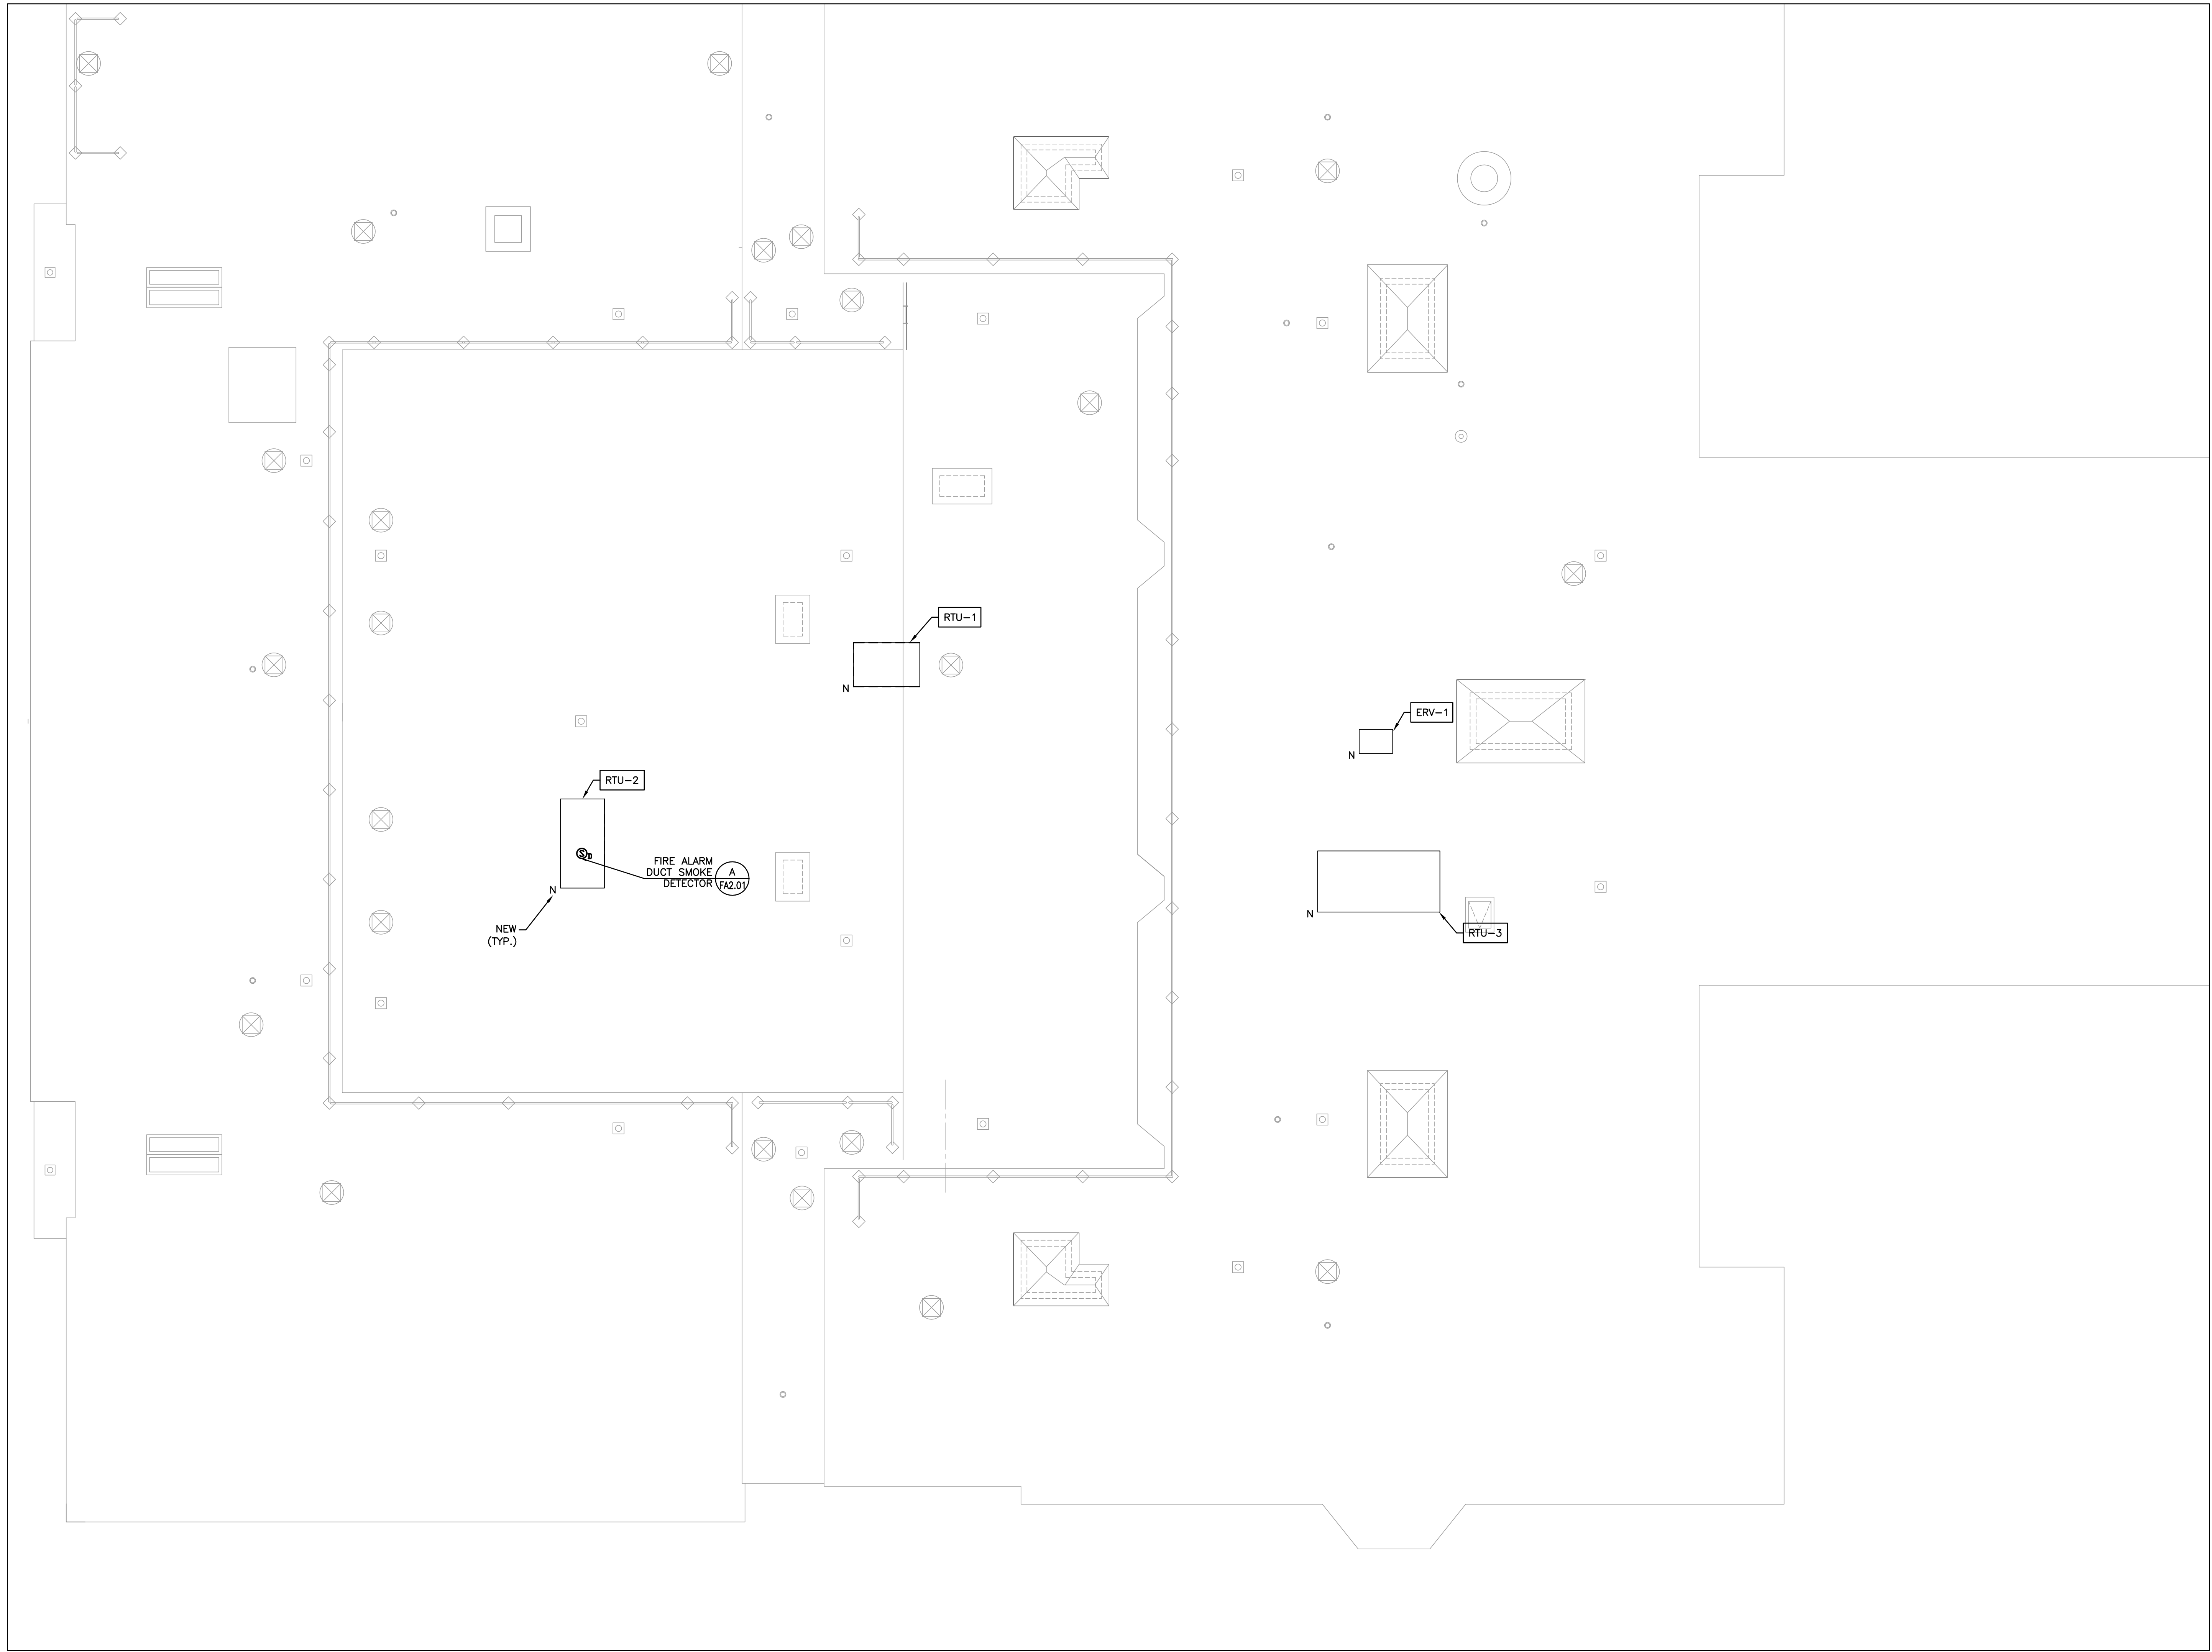 RTU-1
N
ERV-1
N
RTU-2
FIRE ALARM
DUCT SMOKE
DETECTOR
A
FA2.01
S
D
N
NEW
(TYP.)
N
RTU-3